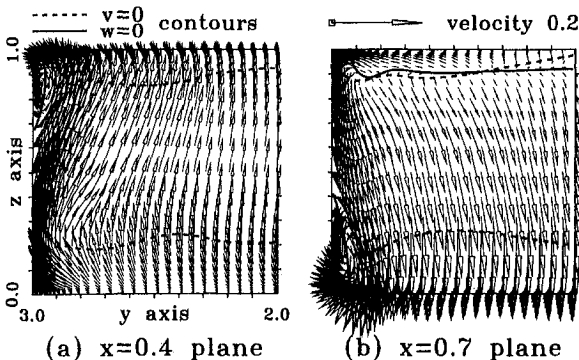 v=0
w=0
contours
velocity 0.2
1.0
z axis
0.0
3.0
y axis
2.0
(a) x=0.4 plane
(b) x=0.7 plane